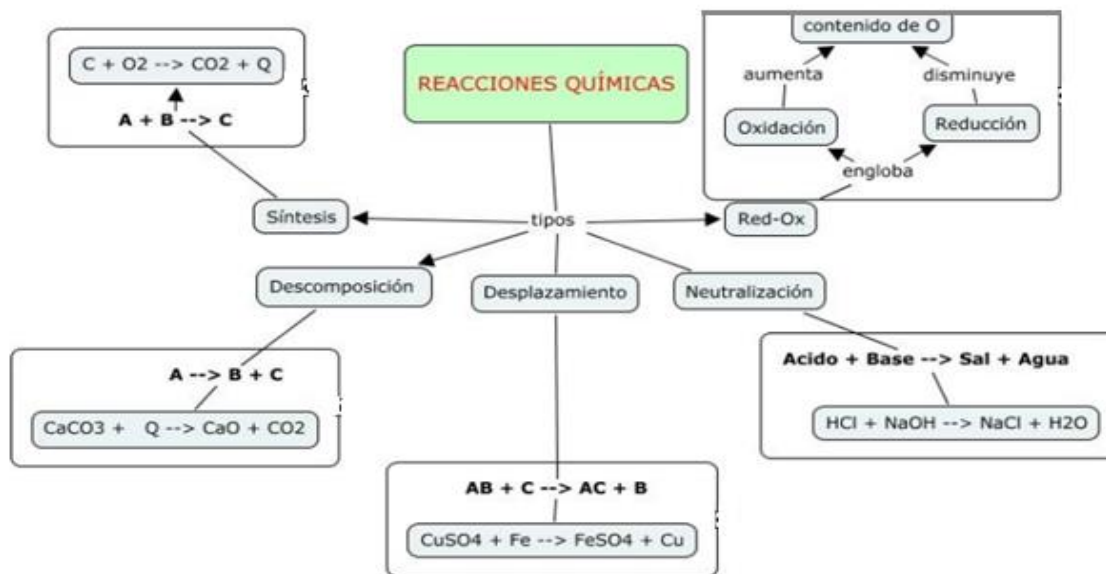 REACCIONES QUÍMICAS
tipos
Síntesis
A + B --> C
C + O2 --> CO2 + Q
Descomposición
A --> B + C
CaCO3 + Q --> CaO + CO2
Desplazamiento
AB + C --> AC + B
CuSO4 + Fe --> FeSO4 + Cu
Neutralización
Acido + Base --> Sal + Agua
HCl + NaOH --> NaCl + H2O
Red-Ox
engloba
Oxidación
Reducción
aumenta
disminuye
contenido de O